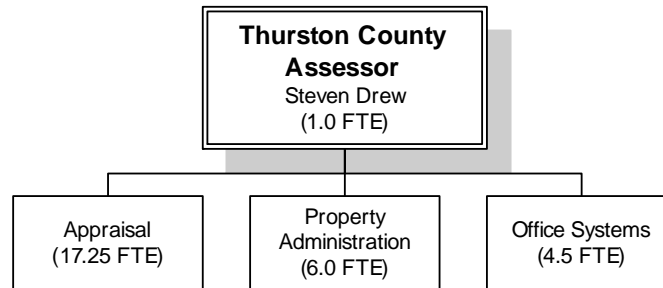 Thurston County
Assessor
Steven Drew
(1.0 FTE)
Appraisal
(17.25 FTE)
Property
Administration
(6.0 FTE)
Office Systems
(4.5 FTE)